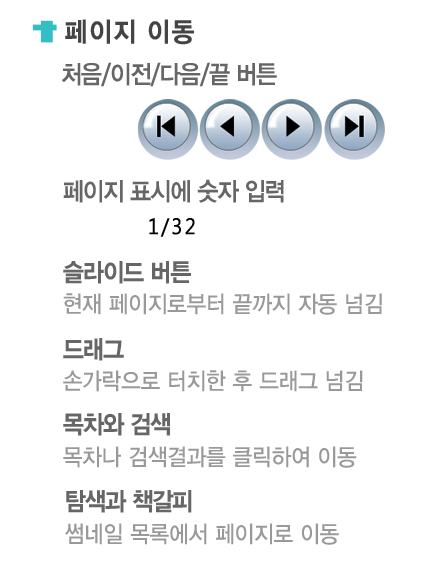 페이지 이동
처음/이전/다음/끝 버튼
페이지 표시에 숫자 입력
1/32
슬라이드 버튼
현재 페이지로부터 끝까지 자동 넘김
드래그
손가락으로 터치한 후 드래그 넘김
목차와 검색
목차나 검색결과를 클릭하여 이동
탐색과 책갈피
썸네일 목록에서 페이지로 이동